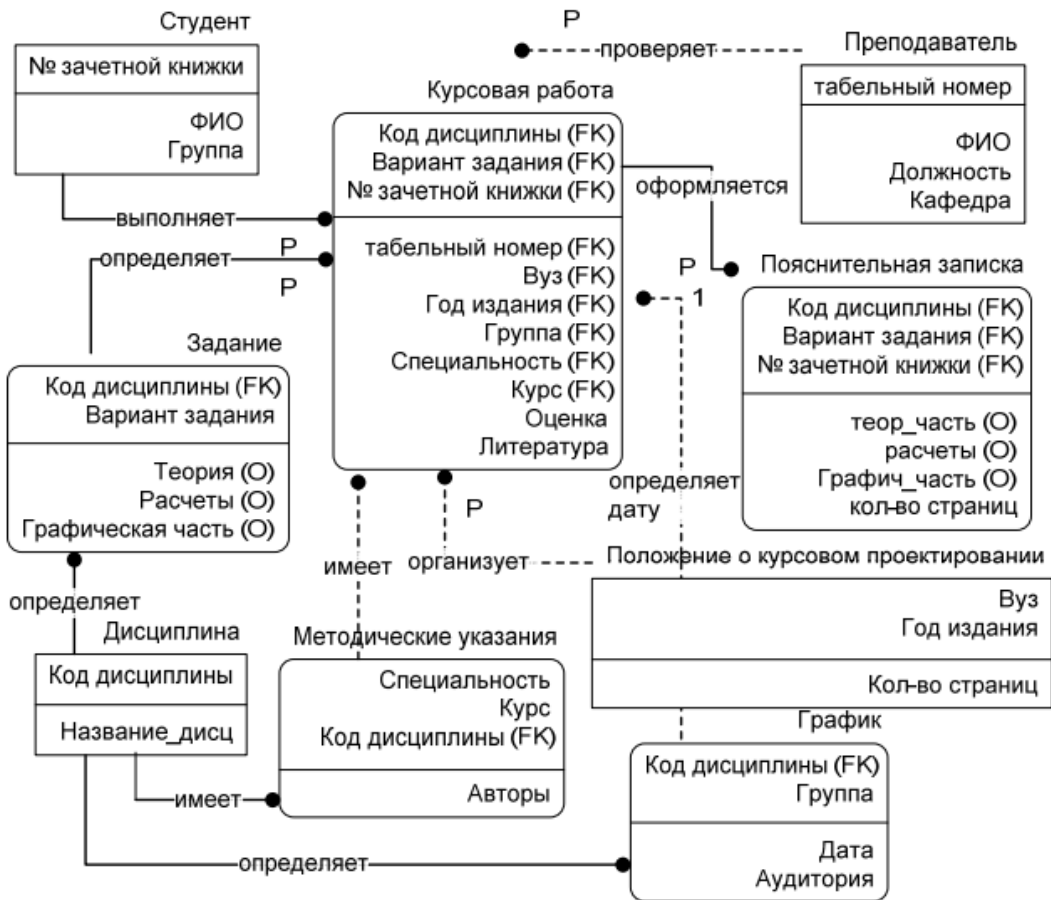 Студент
№ зачетной книжки
ФИО
Группа
P
проверяет
Преподаватель
табельный номер
ФИО
Должность
Кафедра
Курсовая работа
Код дисциплины (FK)
Вариант задания (FK)
№ зачетной книжки (FK)
табельный номер (FK)
Вуз (FK)
Год издания (FK)
Группа (FK)
Специальность (FK)
Курс (FK)
Оценка
Литература
выполняет
определяет
P
P
оформляется
P
1
Пояснительная записка
Код дисциплины (FK)
Вариант задания (FK)
№ зачетной книжки (FK)
теор_часть (O)
расчеты (O)
Графич_часть (O)
кол-во страниц
Задание
Код дисциплины (FK)
Вариант задания
Теория (O)
Расчеты (O)
Графическая часть (O)
определяет
имеет
P
организует
определяет
дату
Положение о курсовом проектировании
Вуз
Год издания
Кол-во страниц
Дисциплина
Код дисциплины
Название_дисц
Методические указания
Специальность
Курс
Код дисциплины (FK)
Авторы
имеет
График
Код дисциплины (FK)
Группа
Дата
Аудитория
определяет